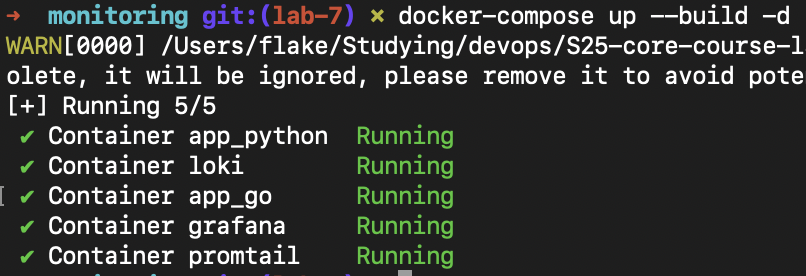 ➜  monitoring git:(lab-7) ✗ docker-compose up --build -d
WARN[0000] /Users/flake/Studying/devops/S25-core-course-l
olete, it will be ignored, please remove it to avoid pote
[+] Running 5/5
✔ Container app_python  Running
✔ Container loki        Running
✔ Container app_go      Running
✔ Container grafana     Running
✔ Container promtail    Running